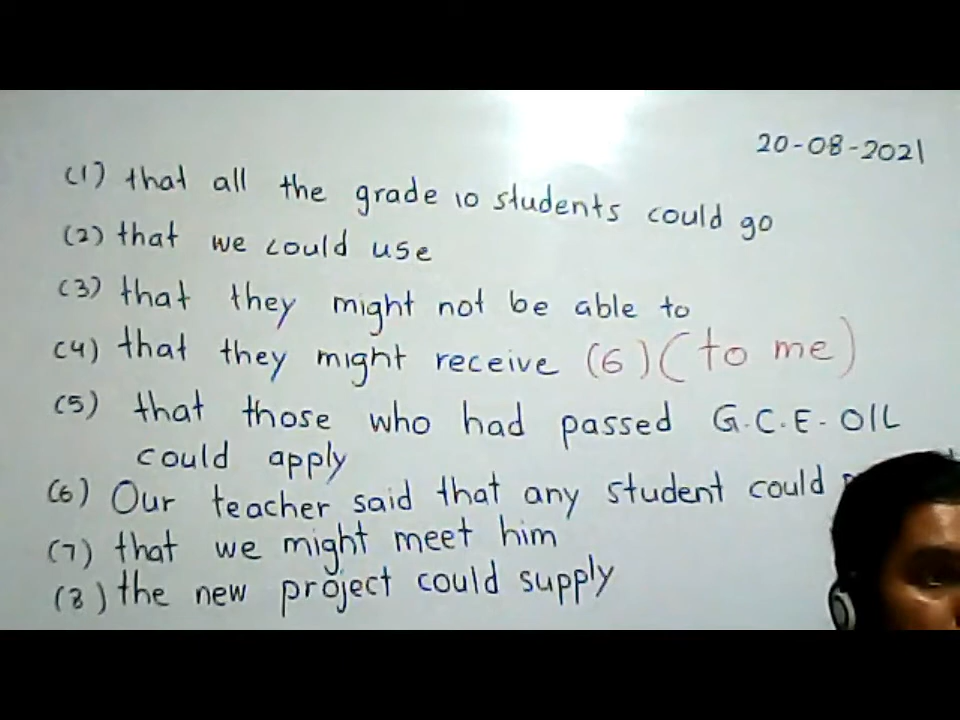 20-08-2021
(1) that all the grade 10 students could go
(2) that we could use
(3) that they might not be able to
(4) that they might receive (6) (to me)
(5) that those who had passed G.C.E-O/L
could apply
(6) Our teacher said that any student could
(7) that we might meet him
(8) the new project could supply